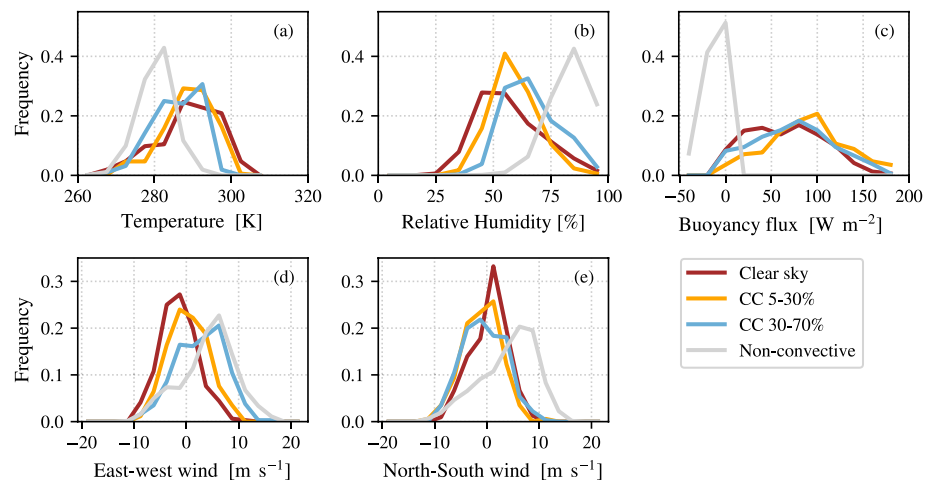 (a)
(b)
(c)
Frequency
0.4
0.2
0.0
260
280
300
320
Temperature [K]
0.4
0.2
0.0
0
25
50
75
100
Relative Humidity [%]
0.4
0.2
0.0
−50
0
50
100
150
200
Buoyancy flux [W m⁻²]
(d)
(e)
Frequency
0.3
0.2
0.1
0.0
−20
−10
0
10
20
East-west wind [m s⁻¹]
0.3
0.2
0.1
0.0
−20
−10
0
10
20
North-South wind [m s⁻¹]
Clear sky
CC 5-30%
CC 30-70%
Non-convective